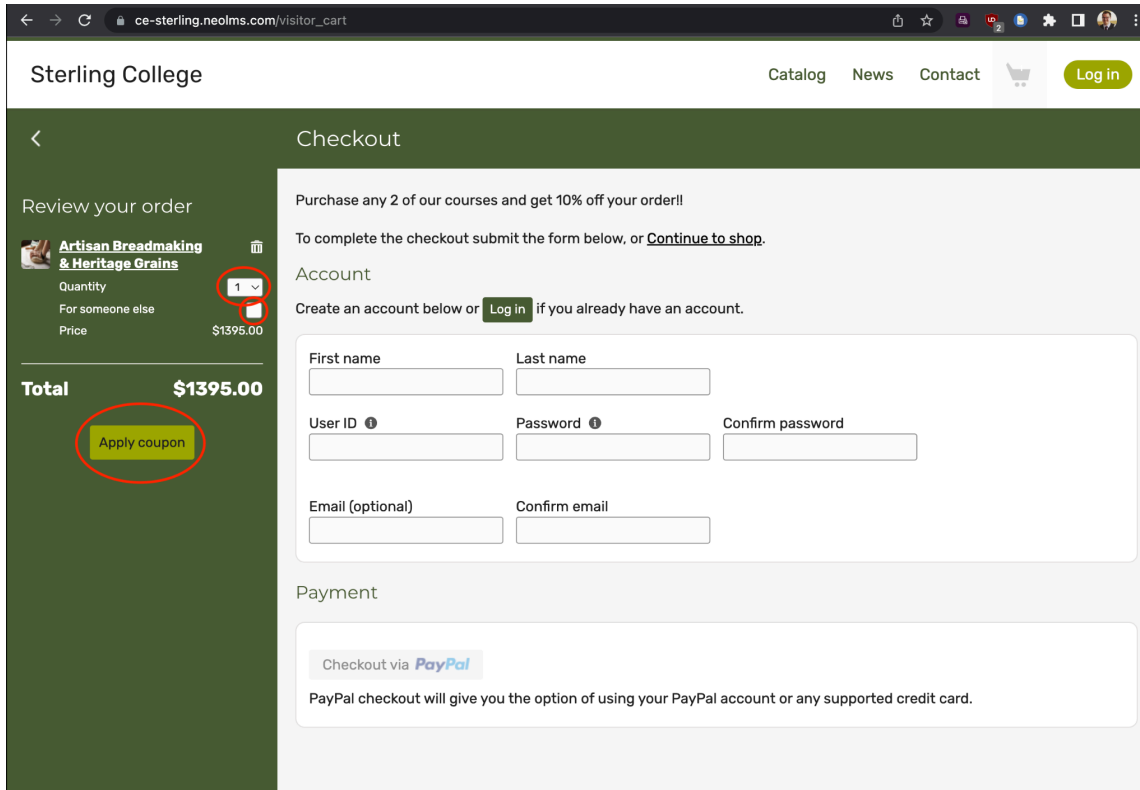 ce-sterling.neolms.com/visitor_cart
2
Sterling College
Catalog News Contact Log in
Checkout
Review your order
Artisan Breadmaking
& Heritage Grains
Quantity 1
For someone else
Price $1395.00
Total $1395.00
Apply coupon
Purchase any 2 of our courses and get 10% off your order!!
To complete the checkout submit the form below, or Continue to shop.
Account
Create an account below or Log in if you already have an account.
First name Last name
User ID Password Confirm password
Email (optional) Confirm email
Payment
Checkout via PayPal
PayPal checkout will give you the option of using your PayPal account or any supported credit card.